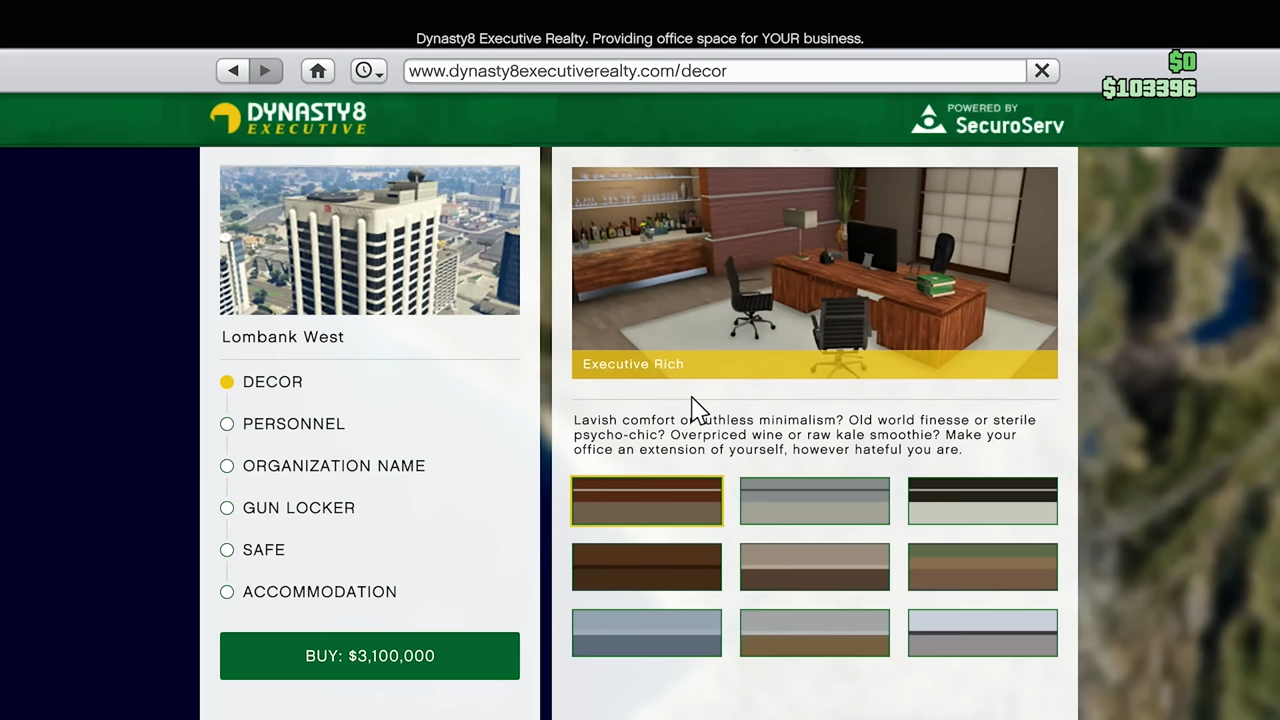 Dynasty8 Executive Realty. Providing office space for YOUR business.
www.dynasty8executiverealty.com/decor
$0
$103396
DYNASTY 8
EXECUTIVE
POWERED BY
SecuroServ
Lombank West
DECOR
PERSONNEL
ORGANIZATION NAME
GUN LOCKER
SAFE
ACCOMMODATION
BUY: $3,100,000
Executive Rich
Lavish comfort or ruthless minimalism? Old world finesse or sterile
psycho-chic? Overpriced wine or raw kale smoothie? Make your
office an extension of yourself, however hateful you are.